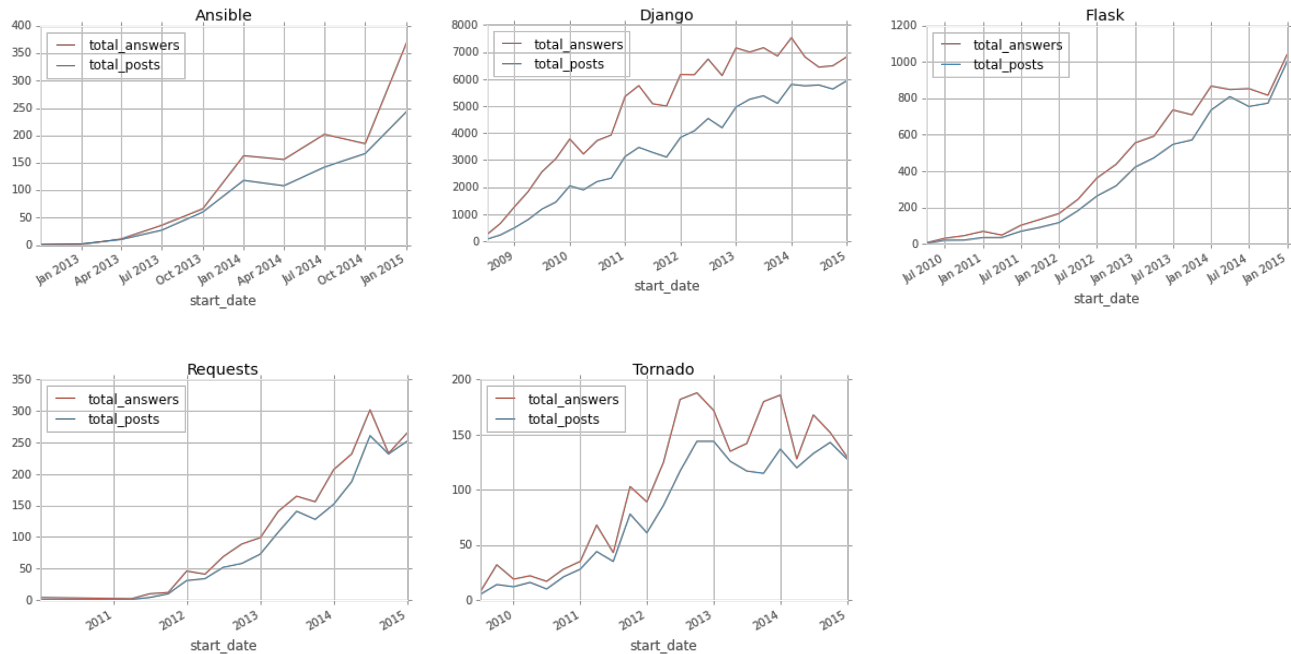 Ansible
400
350
300
250
200
150
100
50
0
total_answers
total_posts
Jan 2013
Apr 2013
Jul 2013
Oct 2013
Jan 2014
Apr 2014
Jul 2014
Oct 2014
Jan 2015
start_date
Django
8000
7000
6000
5000
4000
3000
2000
1000
0
total_answers
total_posts
2009
2010
2011
2012
2013
2014
2015
start_date
Flask
1200
1000
800
600
400
200
0
total_answers
total_posts
Jul 2010
Jan 2011
Jul 2011
Jan 2012
Jul 2012
Jan 2013
Jul 2013
Jan 2014
Jul 2014
Jan 2015
start_date
Requests
350
300
250
200
150
100
50
0
total_answers
total_posts
2011
2012
2013
2014
2015
start_date
Tornado
200
150
100
50
0
total_answers
total_posts
2010
2011
2012
2013
2014
2015
start_date